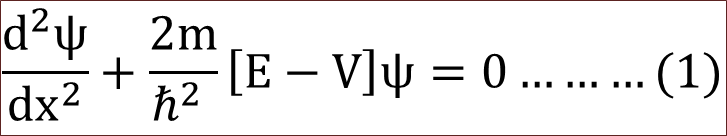 d²ψ/dx² + 2m/ℏ² [E − V]ψ = 0 … … … (1)